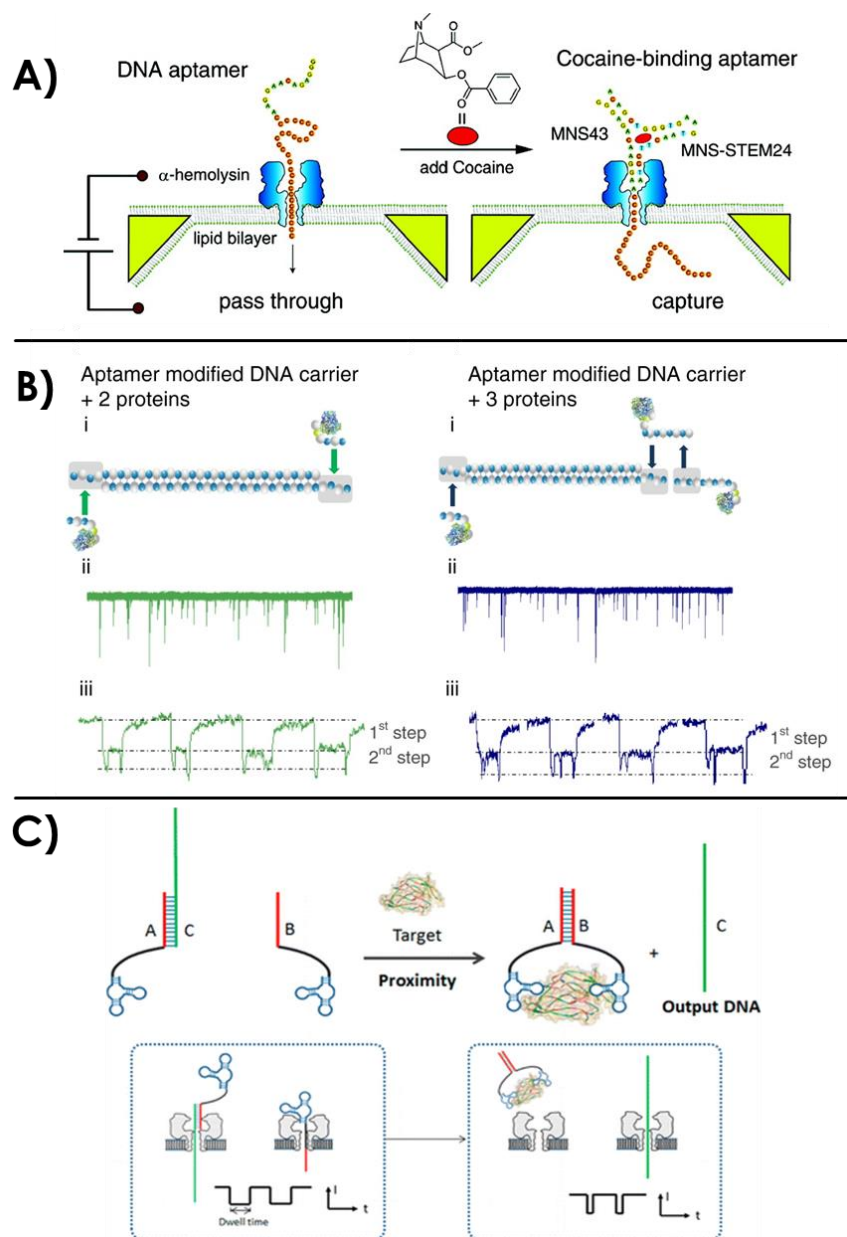 A)
DNA aptamer
N
O
O
O
O
add Cocaine
Cocaine-binding aptamer
MNS43
MNS-STEM24
α-hemolysin
lipid bilayer
pass through
capture
B)
Aptamer modified DNA carrier
+ 2 proteins
i
ii
iii
1st step
2nd step
Aptamer modified DNA carrier
+ 3 proteins
i
ii
iii
1st step
2nd step
C)
A
C
B
Target
Proximity
A
B
+
C
Output DNA
Dwell time
I
t
I
t